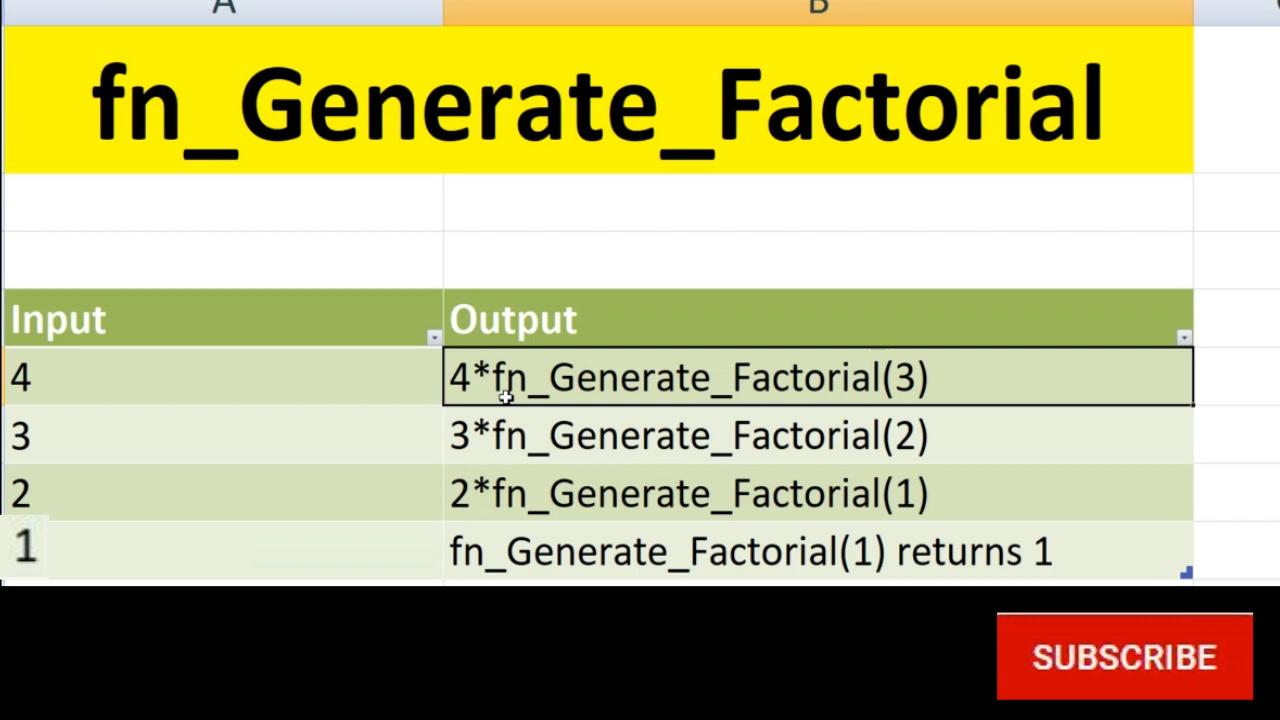 A B
fn_Generate_Factorial
Input Output
4 4*fn_Generate_Factorial(3)
3 3*fn_Generate_Factorial(2)
2 2*fn_Generate_Factorial(1)
1 fn_Generate_Factorial(1) returns 1
SUBSCRIBE